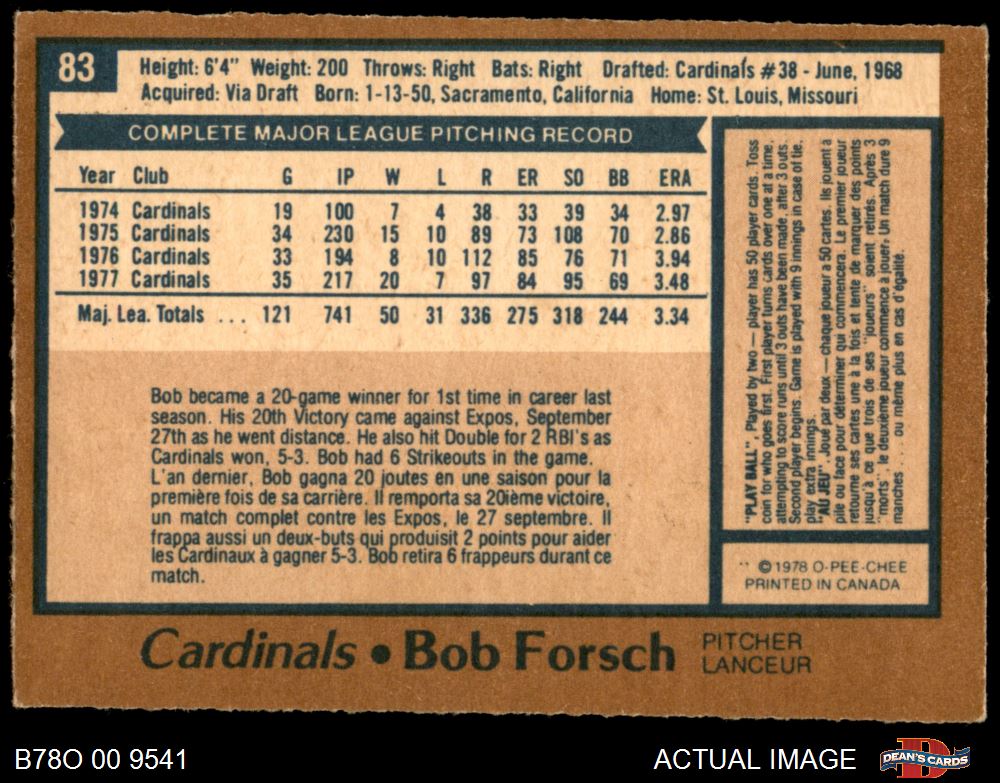 83
Height: 6'4" Weight: 200 Throws: Right Bats: Right Drafted: Cardinals #38 - June, 1968
Acquired: Via Draft Born: 1-13-50, Sacramento, California Home: St. Louis, Missouri
COMPLETE MAJOR LEAGUE PITCHING RECORD
Year Club G IP W L R ER SO BB ERA
1974 Cardinals 19 100 7 4 38 33 39 34 2.97
1975 Cardinals 34 230 15 10 89 73 108 70 2.86
1976 Cardinals 33 194 8 10 112 85 76 71 3.94
1977 Cardinals 35 217 20 7 97 84 95 69 3.48
Maj. Lea. Totals ... 121 741 50 31 336 275 318 244 3.34
Bob became a 20-game winner for 1st time in career last
season. His 20th Victory came against Expos, September
27th as he went distance. He also hit Double for 2 RBI's as
Cardinals won, 5-3. Bob had 6 Strikeouts in the game.
L'an dernier, Bob gagna 20 joutes en une saison pour la
première fois de sa carrière. Il remporta sa 20ième victoire,
un match complet contre les Expos, le 27 septembre. Il
frappa aussi un deux-buts qui produisit 2 points pour aider
les Cardinaux à gagner 5-3. Bob retira 6 frappeurs durant ce
match.
"PLAY BALL". Played by two — player has 50 player cards. Toss
coin for who goes first. First player turns cards over one at a time,
attempting to score runs until 3 outs have been made, after 3 outs.
Second player begins. Game is played with 9 innings in case of tie,
play extra innings.
"AU JEU". Joué par deux — chaque joueur a 50 cartes. Ils jouent à
pile ou face pour déterminer qui commencera. Le premier joueur
retourne ses cartes une à la fois et tente de marquer des points
jusqu'à ce que trois de ses "joueurs soient retirés. Après 3
"morts", le deuxième joueur commence à jouer. Un match dure 9
manches ... ou même plus en cas d'égalité.
©1978 O-PEE-CHEE
PRINTED IN CANADA
Cardinals • Bob Forsch PITCHER
LANCEUR
B78O 00 9541 ACTUAL IMAGE DEAN'S CARDS